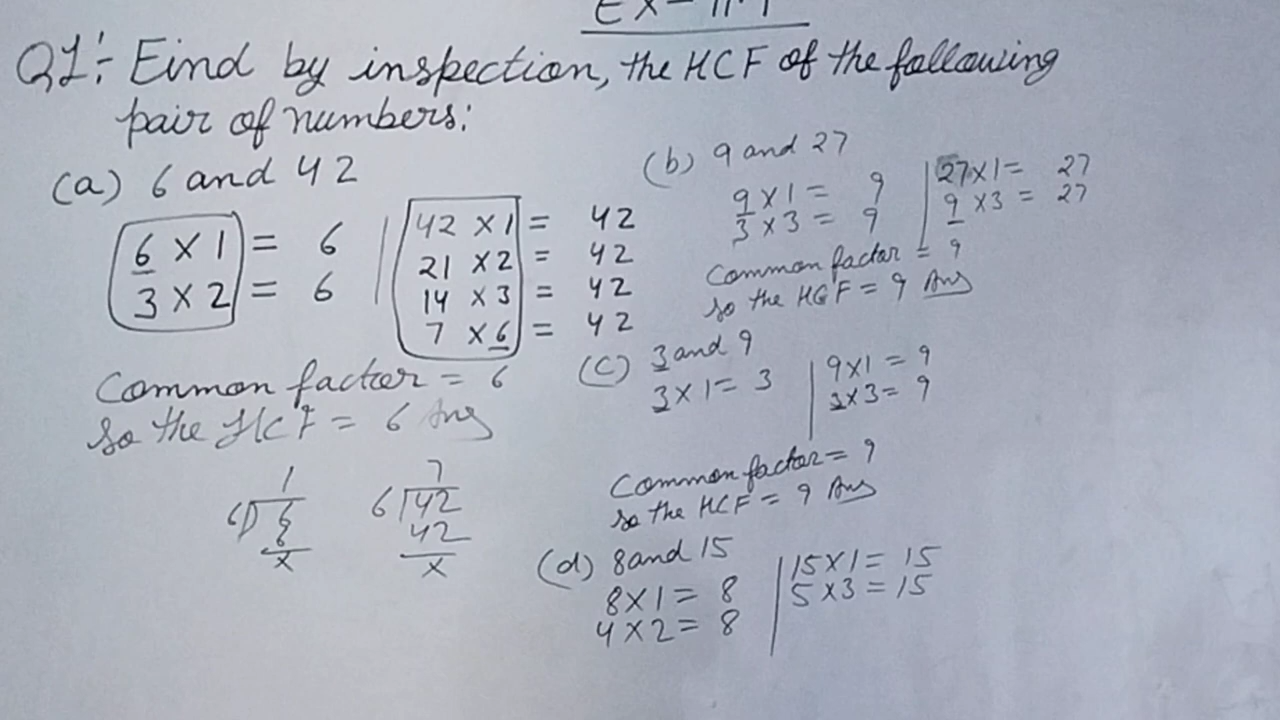 Q1:- Find by inspection, the HCF of the following
pair of numbers:
(a) 6 and 42
6 X 1 = 6
3 X 2 = 6
42 X 1 = 42
21 X 2 = 42
14 X 3 = 42
7 X 6 = 42
Common factor = 6
So the HCF = 6 Ans
1
6) 6
6
x
7
6) 42
42
x
(b) 9 and 27
9 X 1 = 9
3 X 3 = 9
27 X 1 = 27
9 X 3 = 27
Common factor = 9
so the HCF = 9 Ans
(c) 3 and 9
3 X 1 = 3
9 X 1 = 9
3 X 3 = 9
Common factor = 9
so the HCF = 9 Ans
(d) 8 and 15
8 X 1 = 8
4 X 2 = 8
15 X 1 = 15
5 X 3 = 15